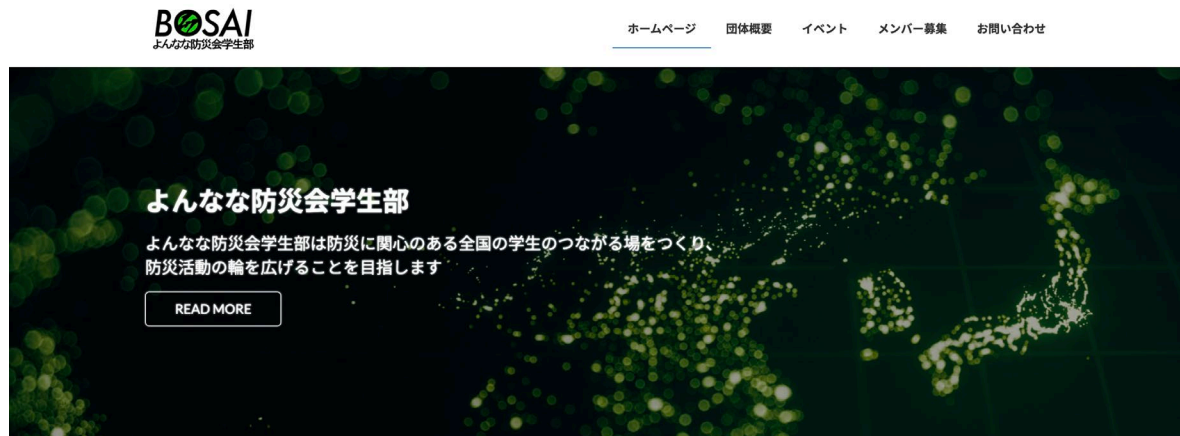 BOSAI
よんなな防災会学生部
ホームページ 団体概要 イベント メンバー募集 お問い合わせ
よんなな防災会学生部
よんなな防災会学生部は防災に関心のある全国の学生のつながる場をつくり、
防災活動の輪を広げることを目指します
READ MORE